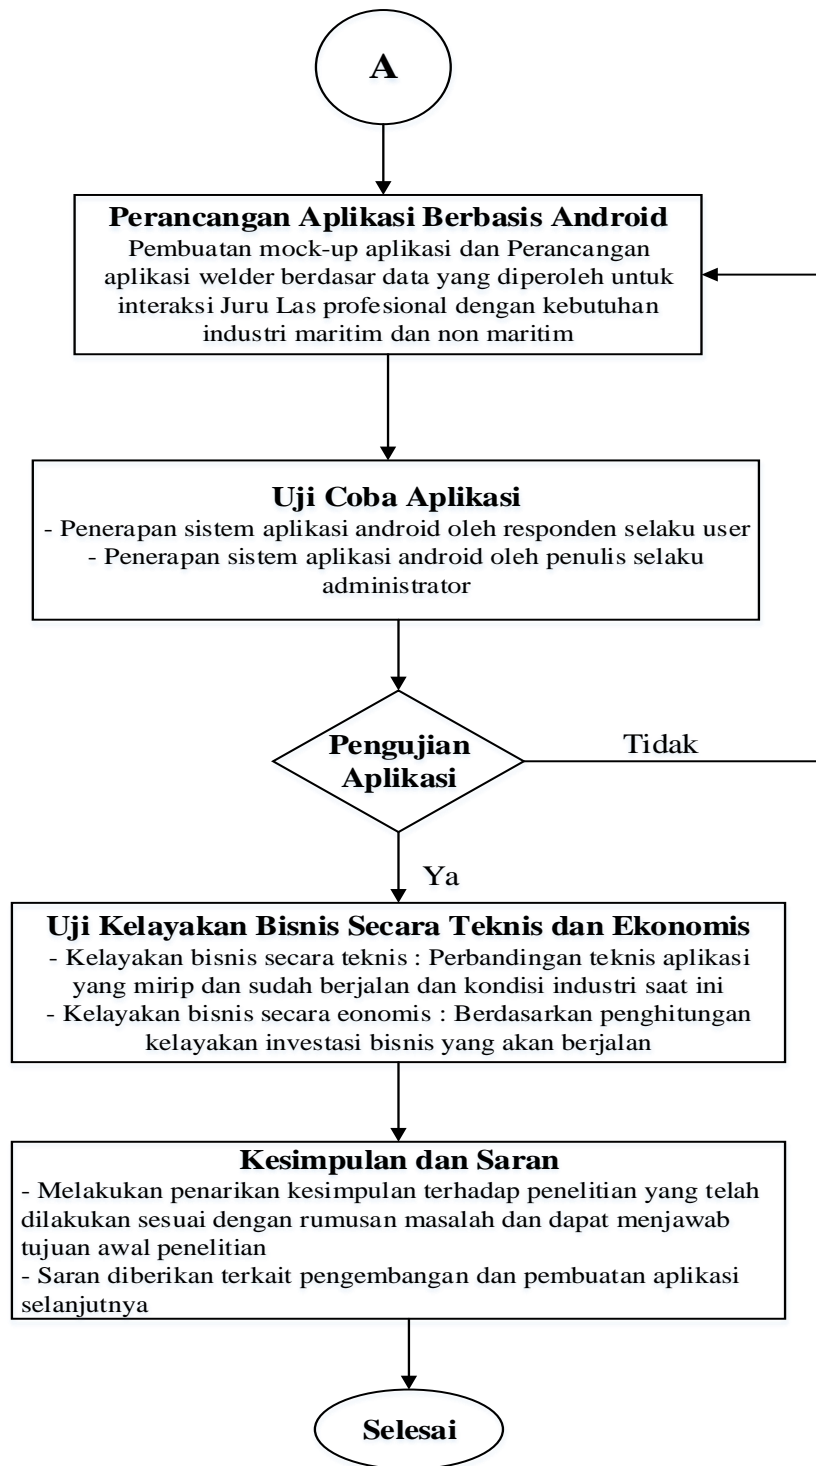 A
Perancangan Aplikasi Berbasis Android
Pembuatan mock-up aplikasi dan Perancangan
aplikasi welder berdasar data yang diperoleh untuk
interaksi Juru Las profesional dengan kebutuhan
industri maritim dan non maritim
Uji Coba Aplikasi
- Penerapan sistem aplikasi android oleh responden selaku user
- Penerapan sistem aplikasi android oleh penulis selaku
administrator
Pengujian
Aplikasi
Tidak
Ya
Uji Kelayakan Bisnis Secara Teknis dan Ekonomis
- Kelayakan bisnis secara teknis : Perbandingan teknis aplikasi
yang mirip dan sudah berjalan dan kondisi industri saat ini
- Kelayakan bisnis secara eonomis : Berdasarkan penghitungan
kelayakan investasi bisnis yang akan berjalan
Kesimpulan dan Saran
- Melakukan penarikan kesimpulan terhadap penelitian yang telah
dilakukan sesuai dengan rumusan masalah dan dapat menjawab
tujuan awal penelitian
- Saran diberikan terkait pengembangan dan pembuatan aplikasi
selanjutnya
Selesai